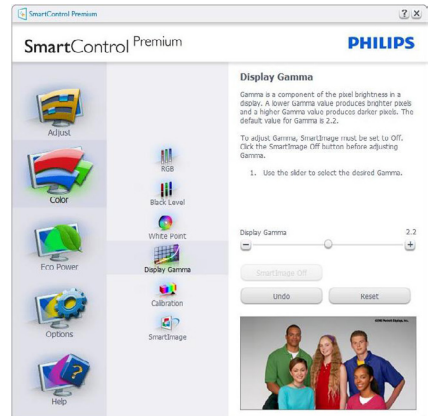 SmartControl Premium
SmartControl Premium
PHILIPS
Adjust
Color
Eco Power
Options
Help
RGB
Black Level
White Point
Display Gamma
Calibration
SmartImage
Display Gamma
Gamma is a component of the pixel brightness in a
display. A lower Gamma value produces brighter pixels
and a higher Gamma value produces darker pixels. The
default value for Gamma is 2.2.
To adjust Gamma, SmartImage must be set to Off.
Click the SmartImage Off button before adjusting
Gamma.
1. Use the slider to select the desired Gamma.
Display Gamma 2.2
SmartImage Off
Undo Reset